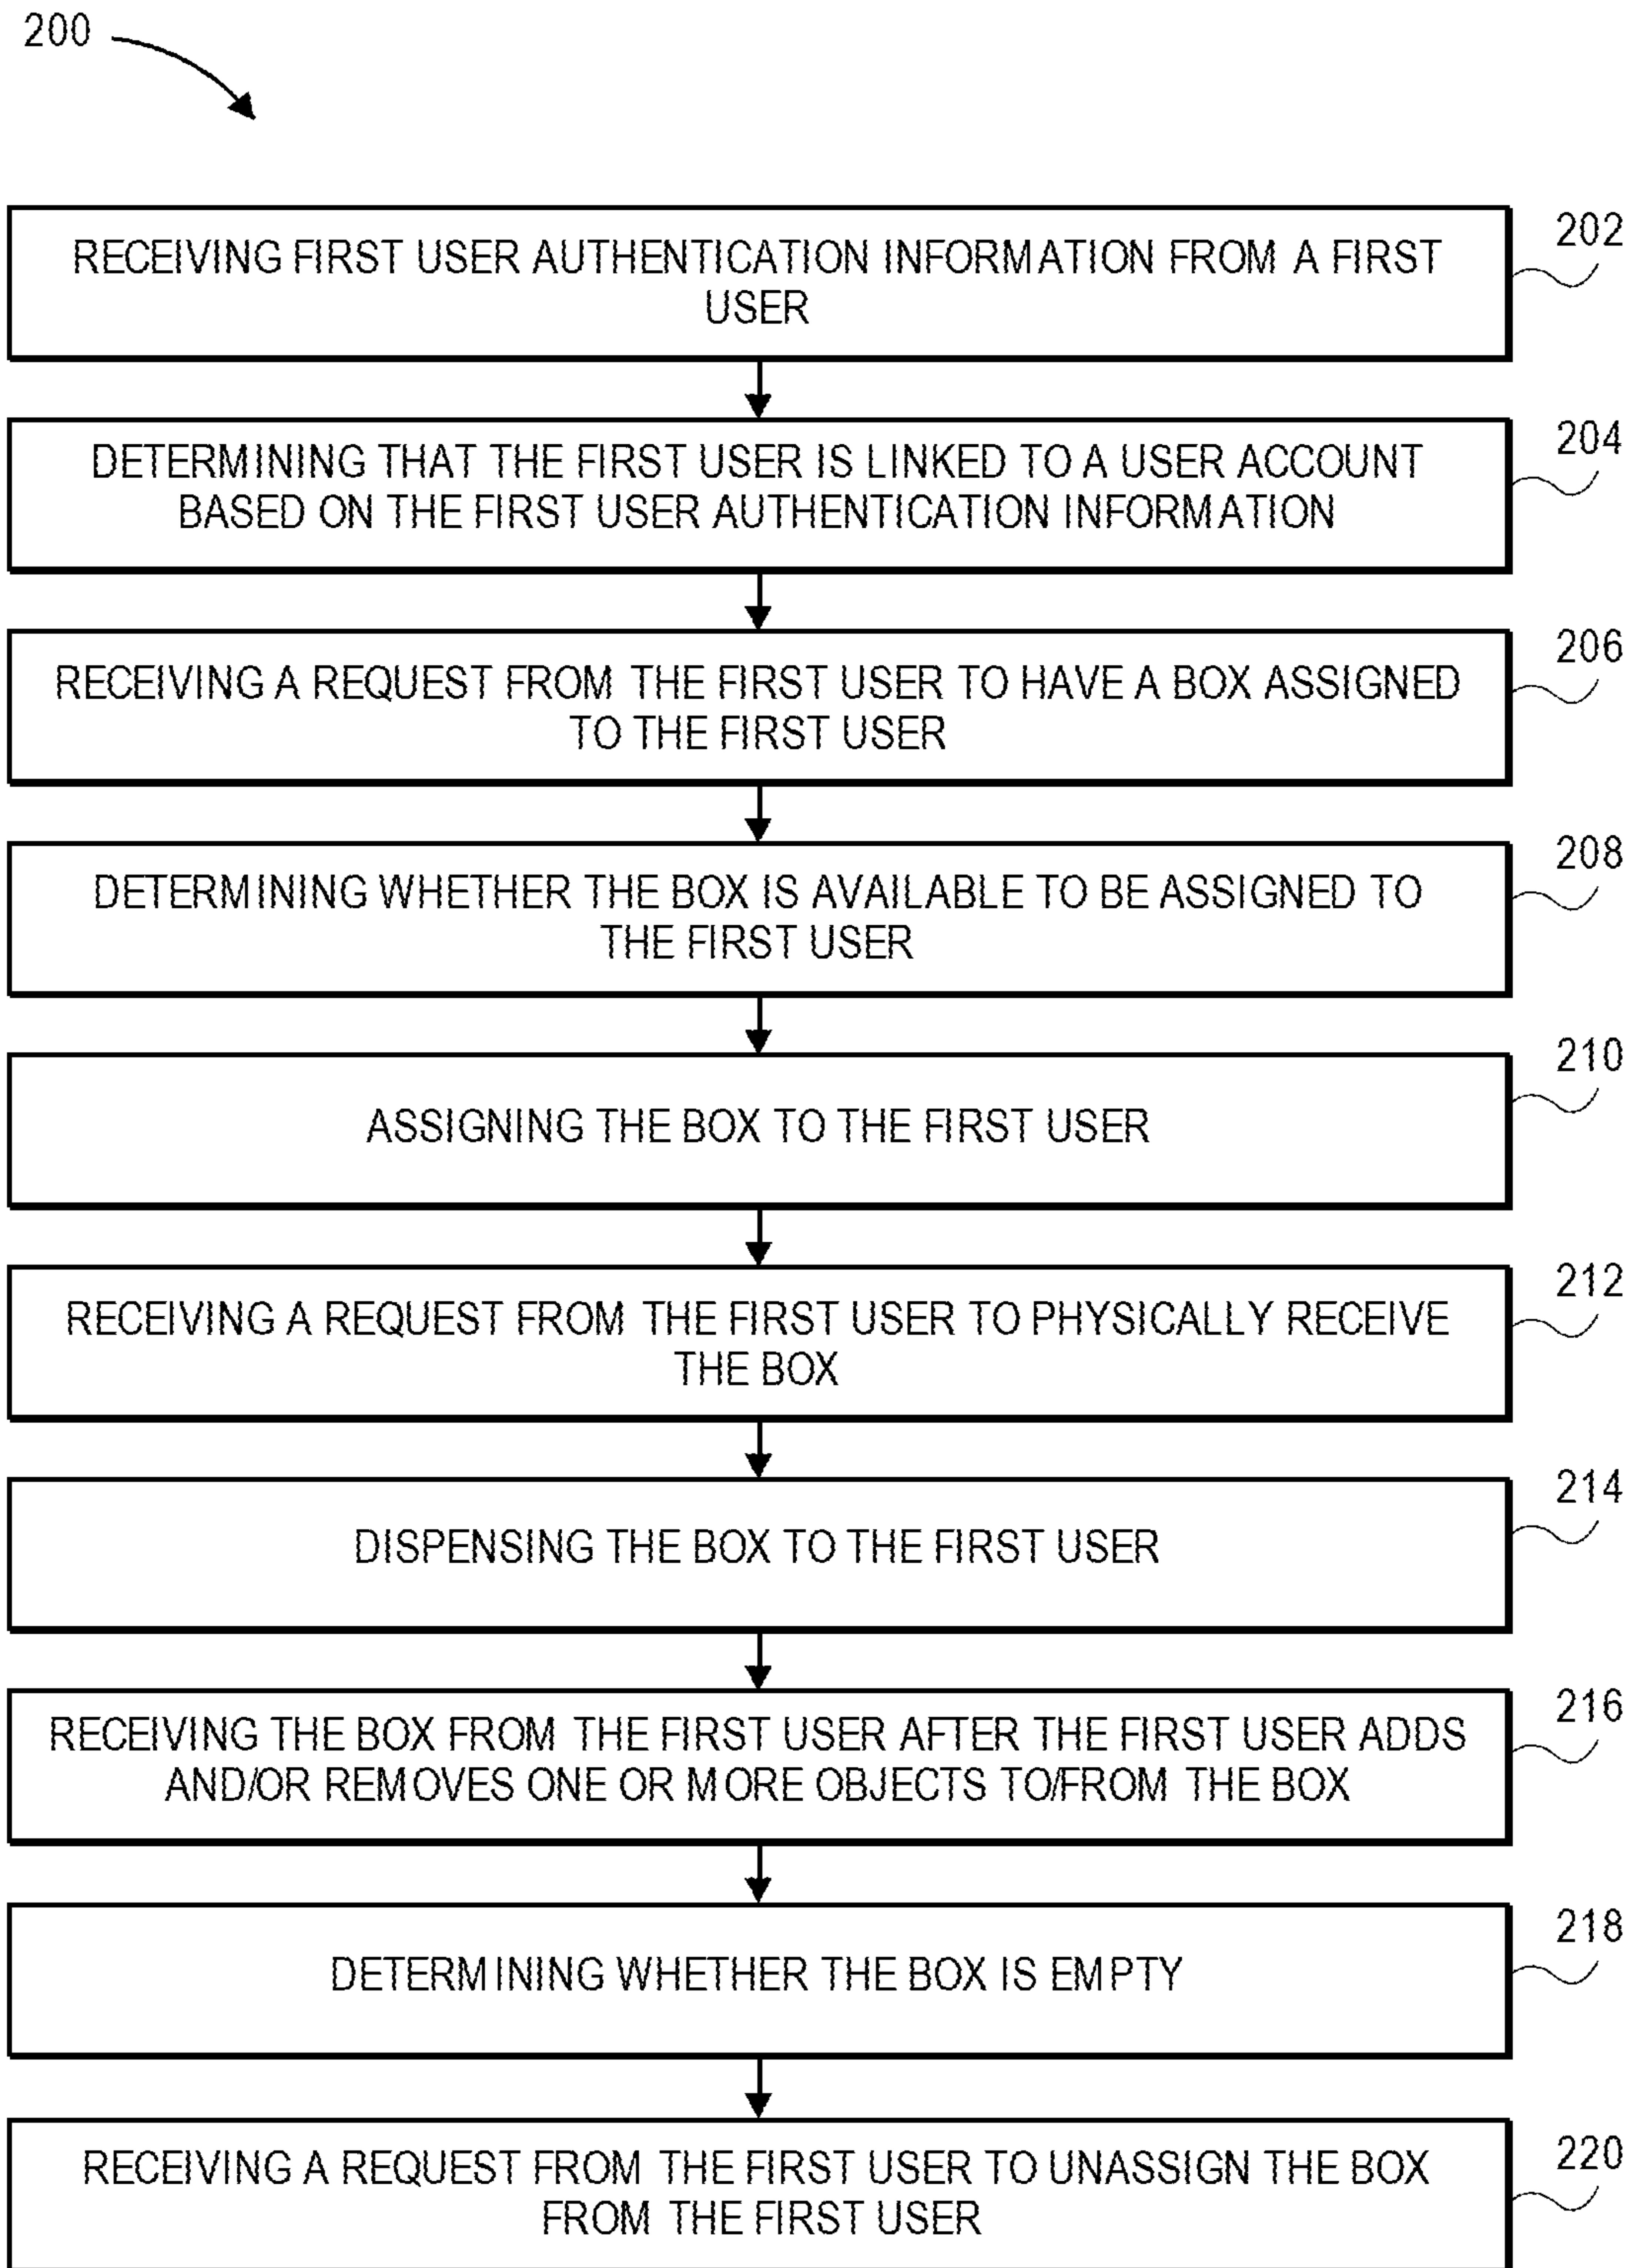 200
RECEIVING FIRST USER AUTHENTICATION INFORMATION FROM A FIRST
USER
202
DETERMINING THAT THE FIRST USER IS LINKED TO A USER ACCOUNT
BASED ON THE FIRST USER AUTHENTICATION INFORMATION
204
RECEIVING A REQUEST FROM THE FIRST USER TO HAVE A BOX ASSIGNED
TO THE FIRST USER
206
DETERMINING WHETHER THE BOX IS AVAILABLE TO BE ASSIGNED TO
THE FIRST USER
208
ASSIGNING THE BOX TO THE FIRST USER
210
RECEIVING A REQUEST FROM THE FIRST USER TO PHYSICALLY RECEIVE
THE BOX
212
DISPENSING THE BOX TO THE FIRST USER
214
RECEIVING THE BOX FROM THE FIRST USER AFTER THE FIRST USER ADDS
AND/OR REMOVES ONE OR MORE OBJECTS TO/FROM THE BOX
216
DETERMINING WHETHER THE BOX IS EMPTY
218
RECEIVING A REQUEST FROM THE FIRST USER TO UNASSIGN THE BOX
FROM THE FIRST USER
220